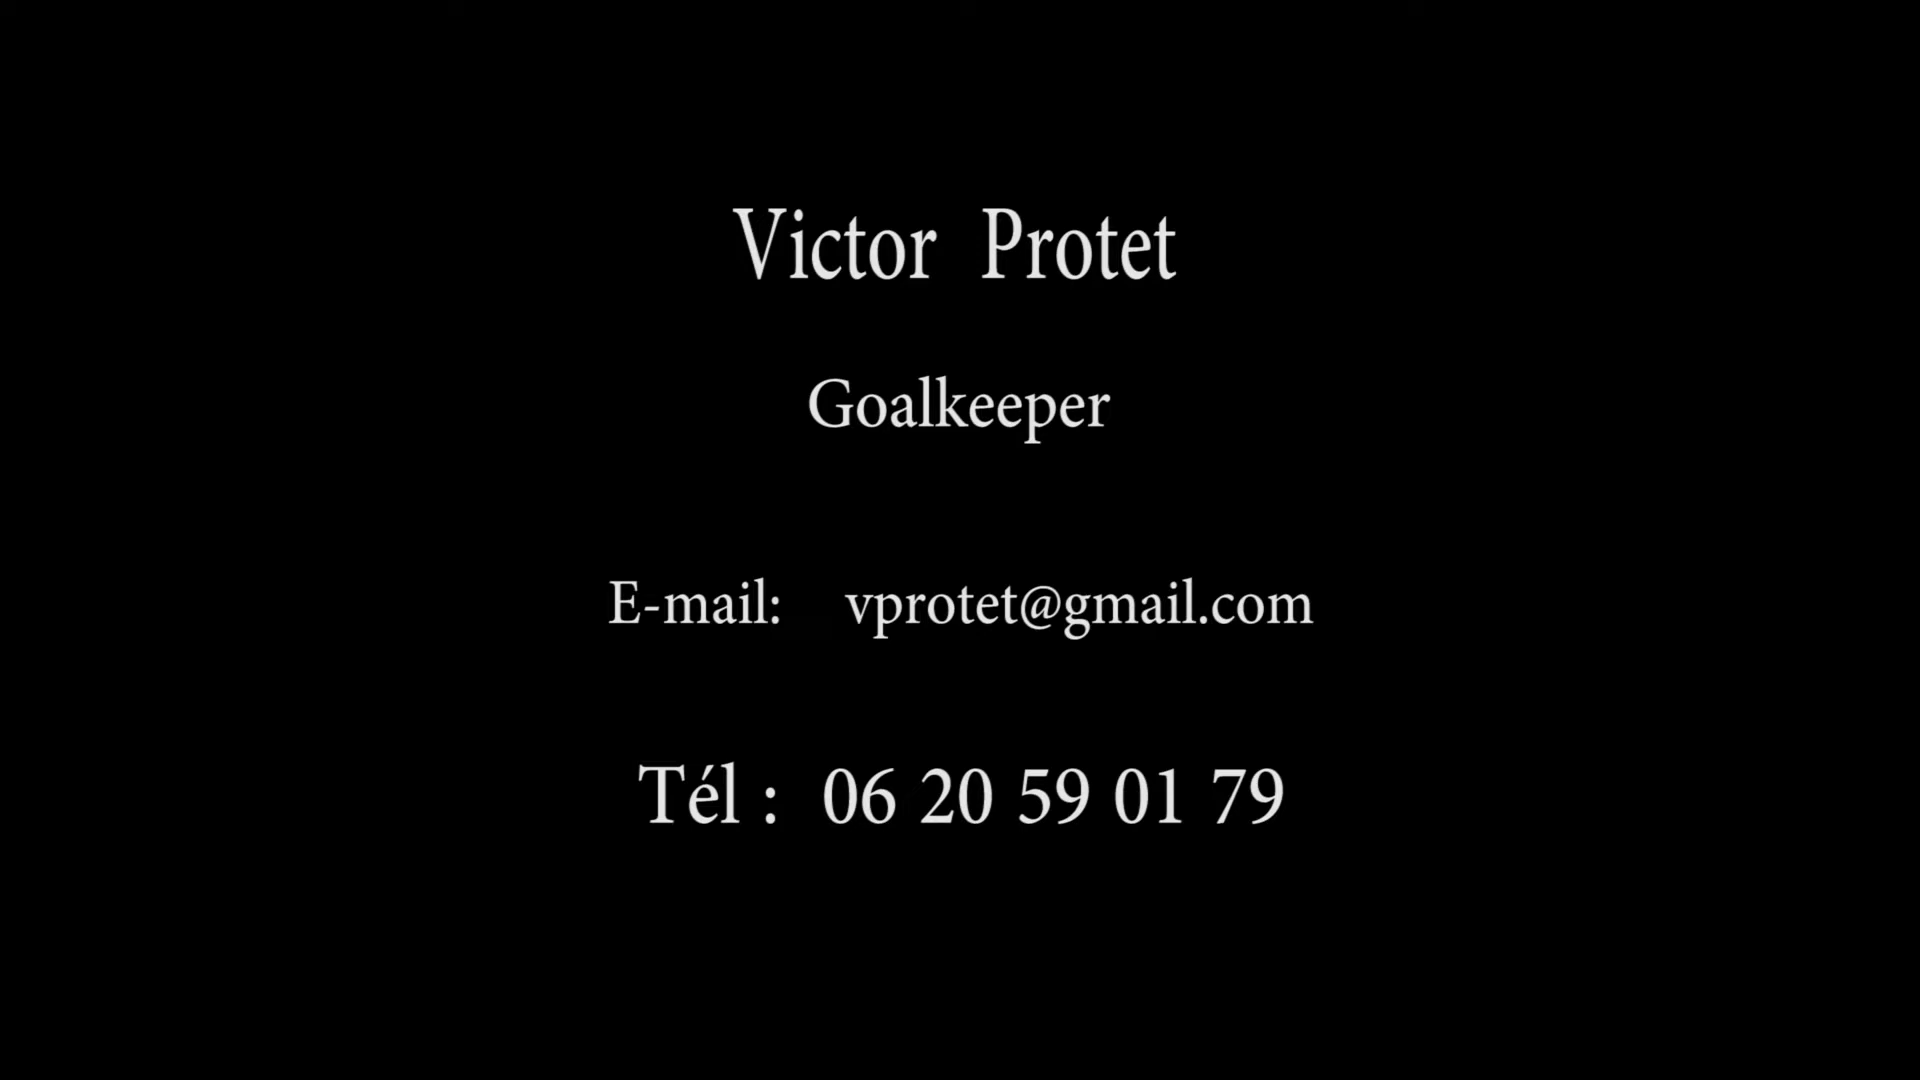 Victor Protet
Goalkeeper
E-mail: vprotet@gmail.com
Tél : 06 20 59 01 79